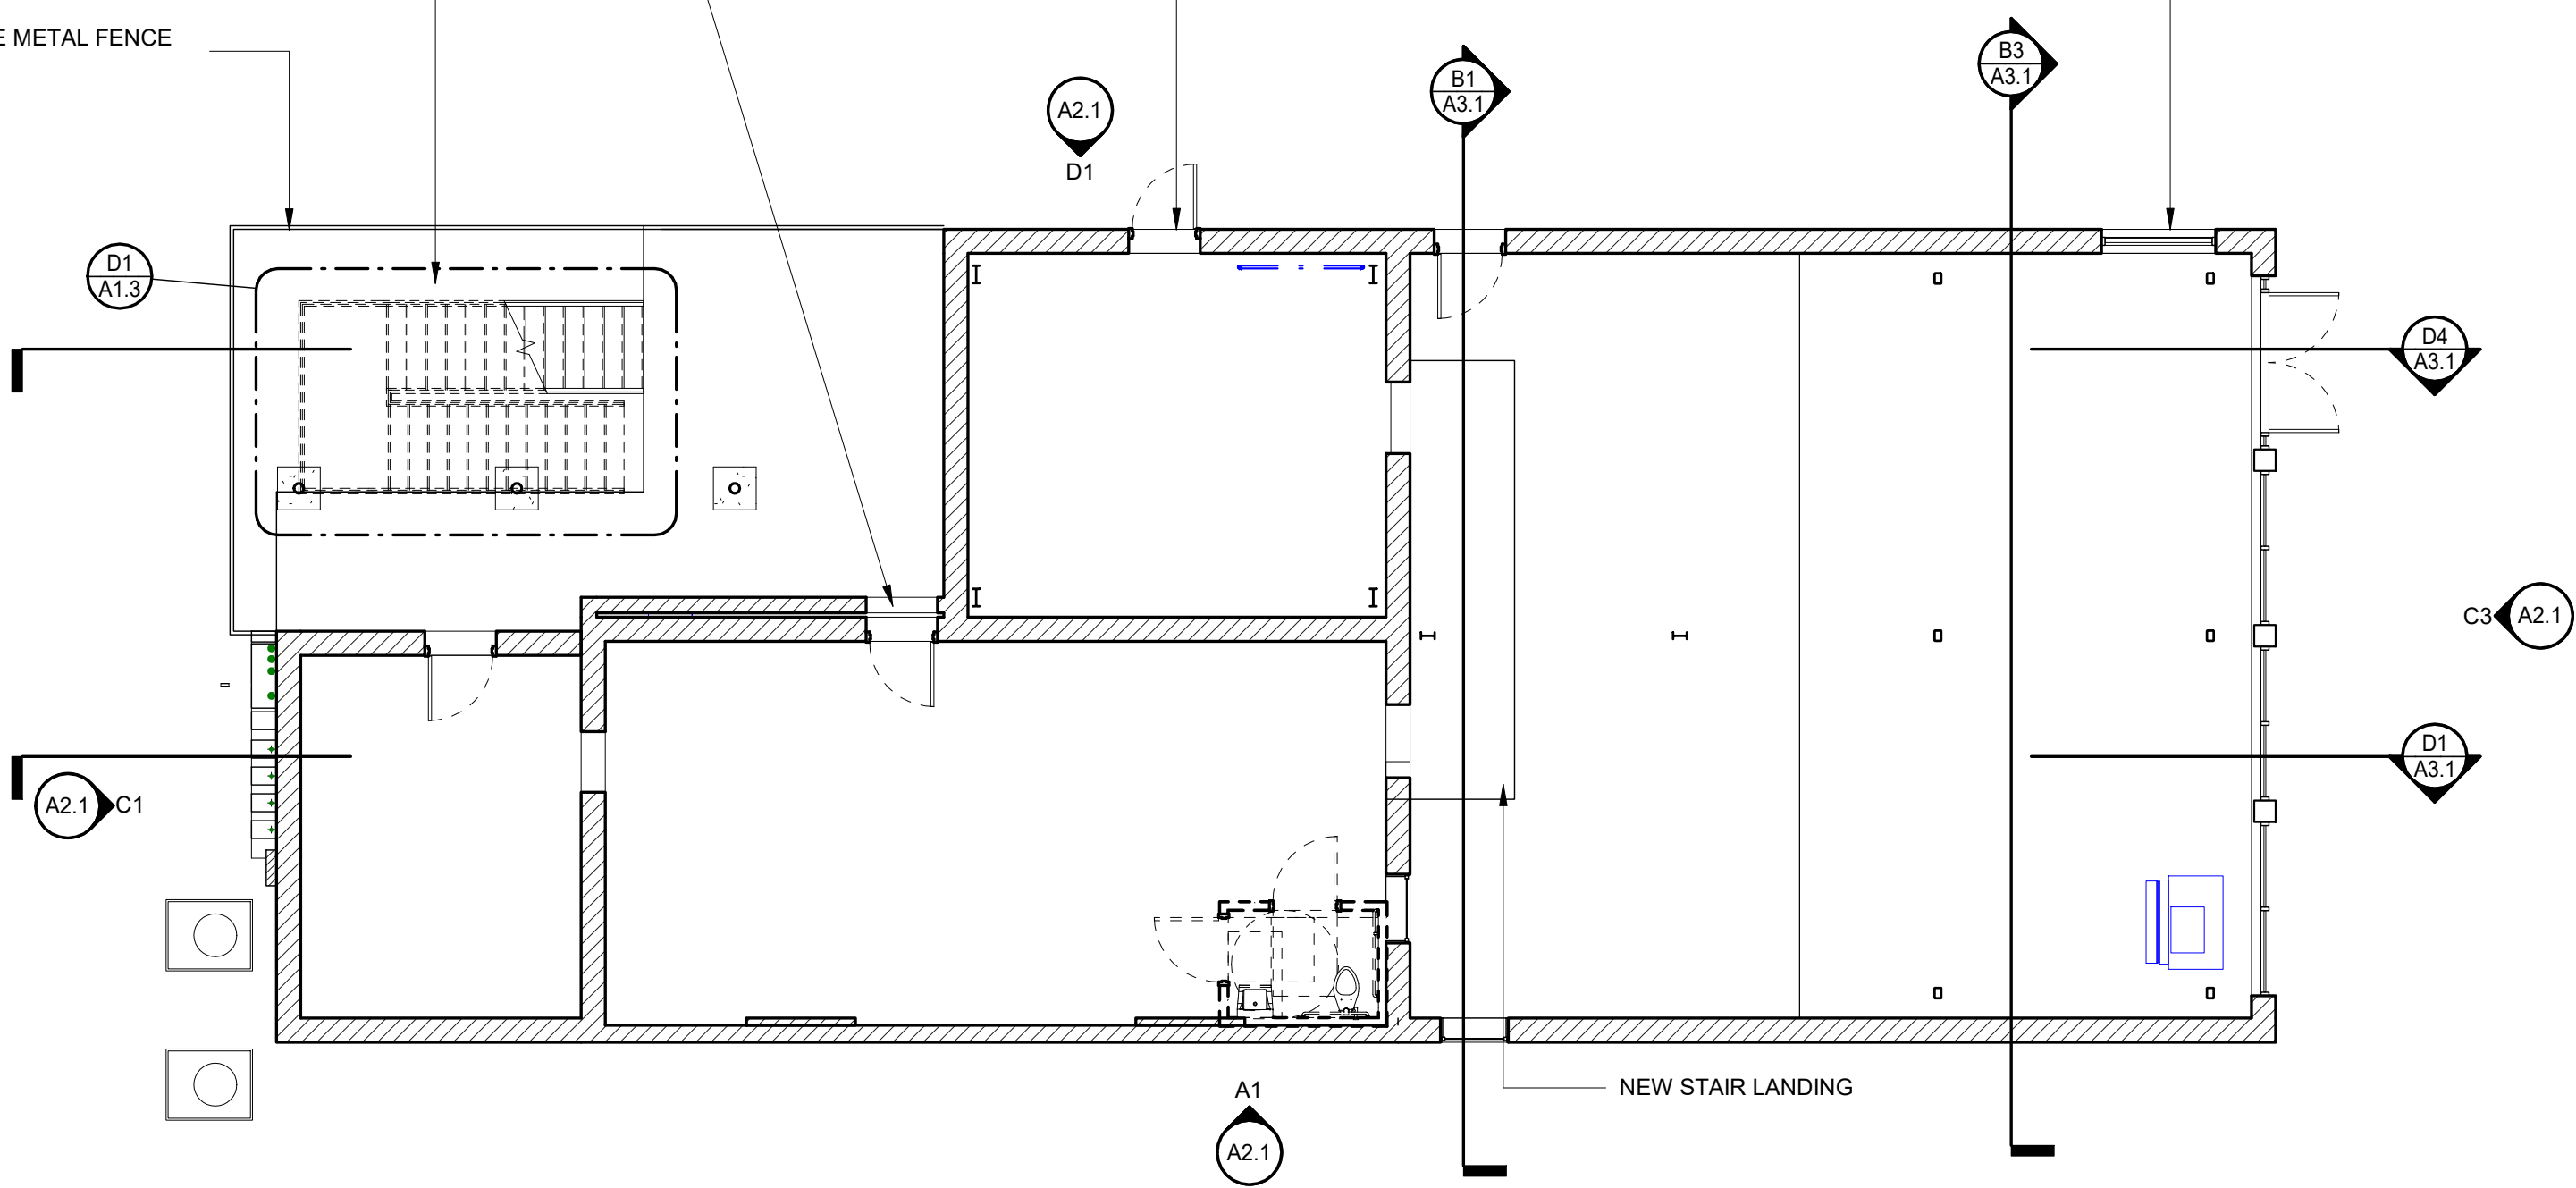 E METAL FENCE
B3
A3.1
B1
A3.1
A2.1
D1
D1
A1.3
D4
A3.1
C3
A2.1
D1
A3.1
A2.1
C1
NEW STAIR LANDING
A1
A2.1